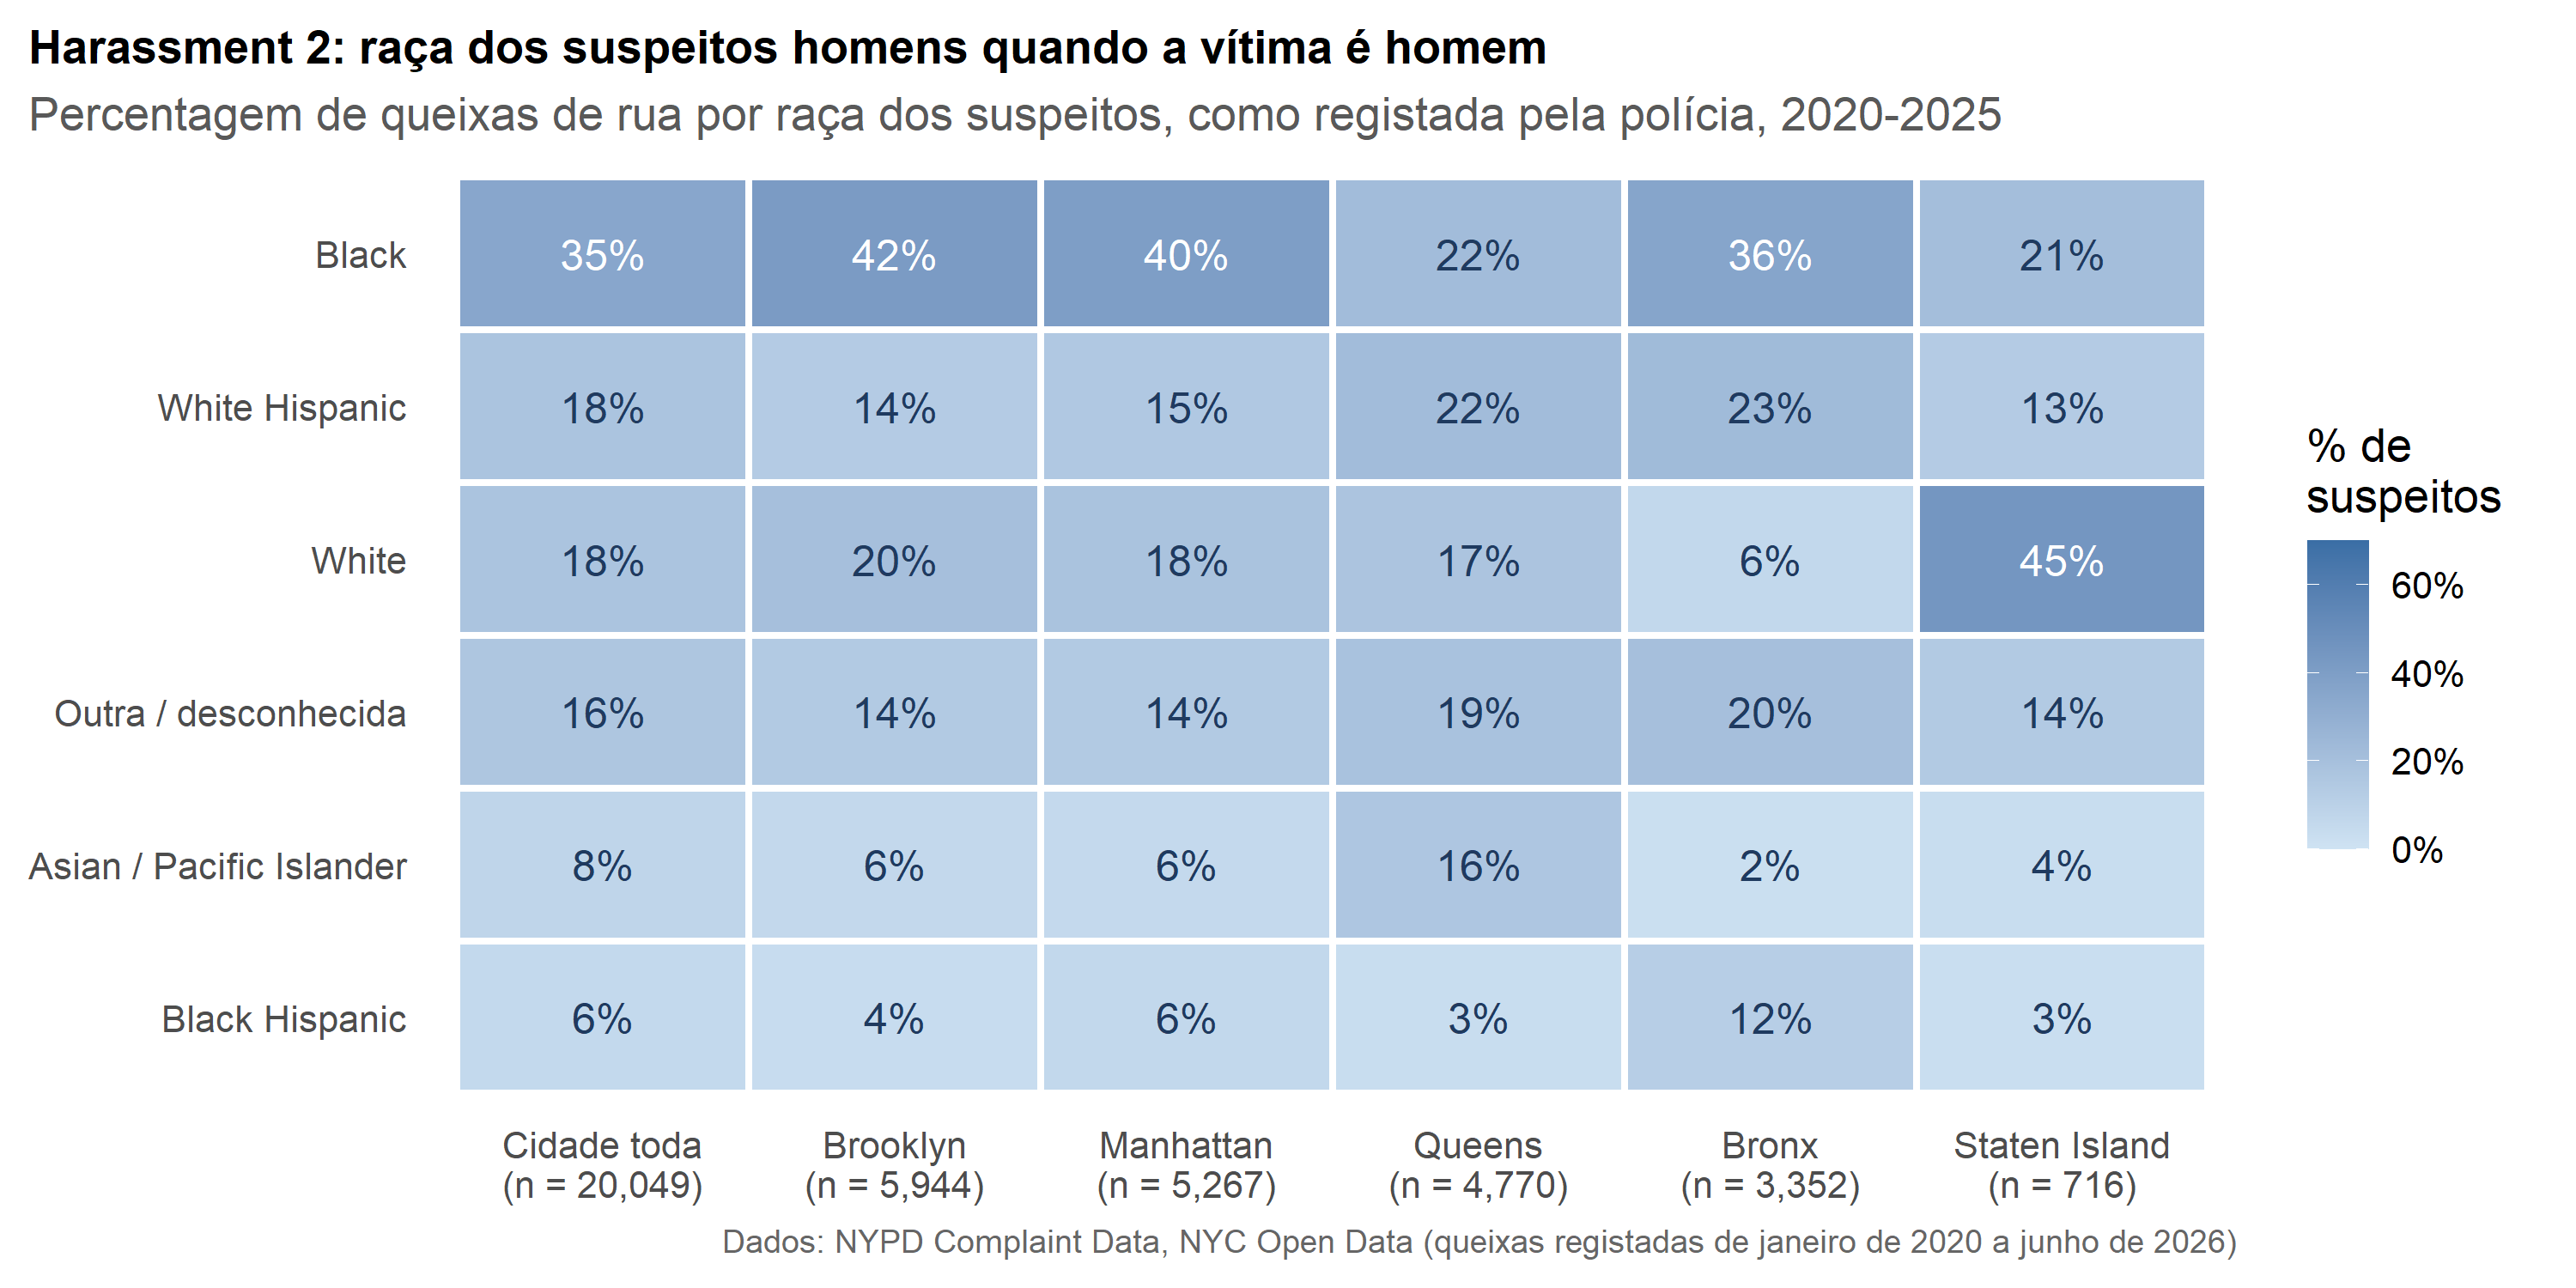 Harassment 2: raça dos suspeitos homens quando a vítima é homem
Percentagem de queixas de rua por raça dos suspeitos, como registada pela polícia, 2020-2025
Black 35% 42% 40% 22% 36% 21%
White Hispanic 18% 14% 15% 22% 23% 13%
White 18% 20% 18% 17% 6% 45%
Outra / desconhecida 16% 14% 14% 19% 20% 14%
Asian / Pacific Islander 8% 6% 6% 16% 2% 4%
Black Hispanic 6% 4% 6% 3% 12% 3%
Cidade toda Brooklyn Manhattan Queens Bronx Staten Island
(n = 20,049) (n = 5,944) (n = 5,267) (n = 4,770) (n = 3,352) (n = 716)
% de
suspeitos
60%
40%
20%
0%
Dados: NYPD Complaint Data, NYC Open Data (queixas registadas de janeiro de 2020 a junho de 2026)